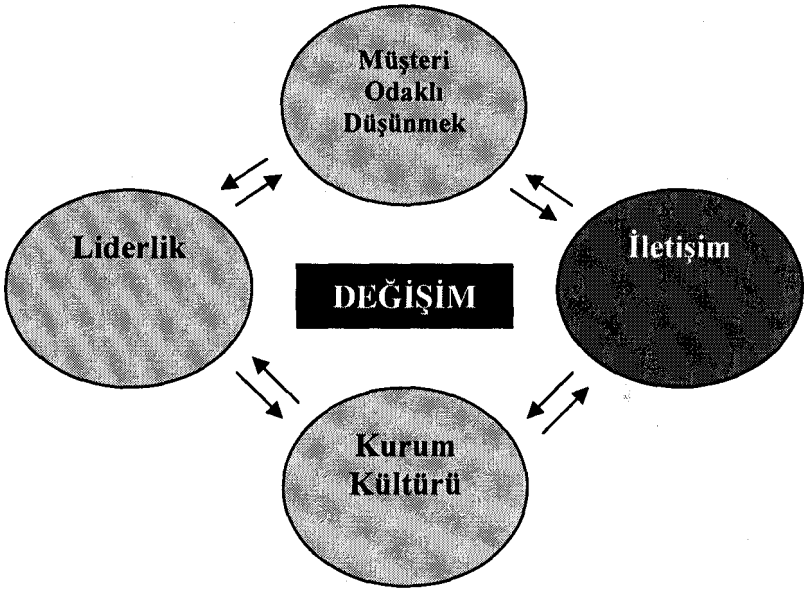 Müşteri
Odaklı
Düşünmek
Liderlik
İletişim
DEĞİŞİM
Kurum
Kültürü